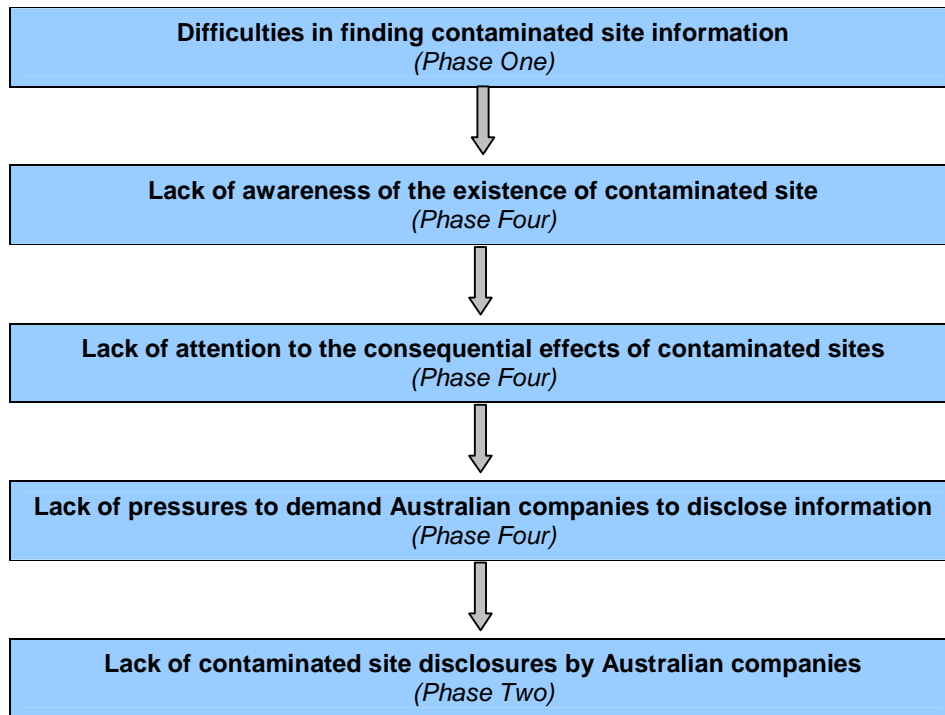 Difficulties in finding contaminated site information
(Phase One)
Lack of awareness of the existence of contaminated site
(Phase Four)
Lack of attention to the consequential effects of contaminated sites
(Phase Four)
Lack of pressures to demand Australian companies to disclose information
(Phase Four)
Lack of contaminated site disclosures by Australian companies
(Phase Two)